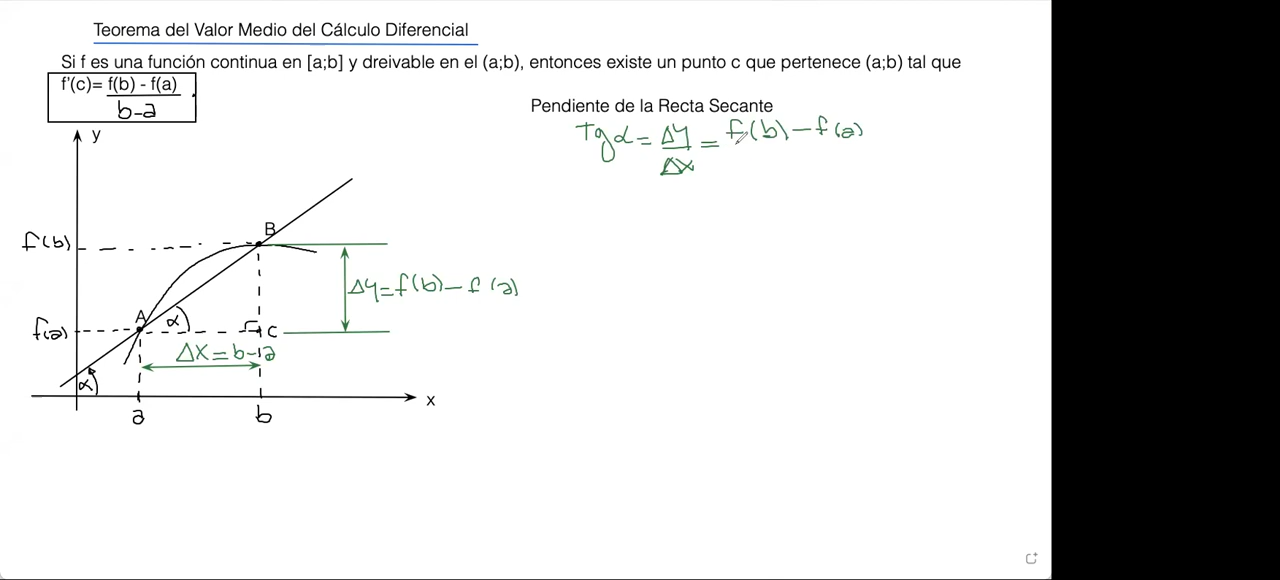 Teorema del Valor Medio del Cálculo Diferencial
Si f es una función continua en [a;b] y dreivable en el (a;b), entonces existe un punto c que pertenece (a;b) tal que
f'(c)= f(b) - f(a)
b-a
Pendiente de la Recta Secante
Tg α = Δy = f(b) - f(a)
Δx
y
B
f(b)
Δy = f(b) - f(a)
A
α
f(a)
C
Δx = b-a
α
x
a
b